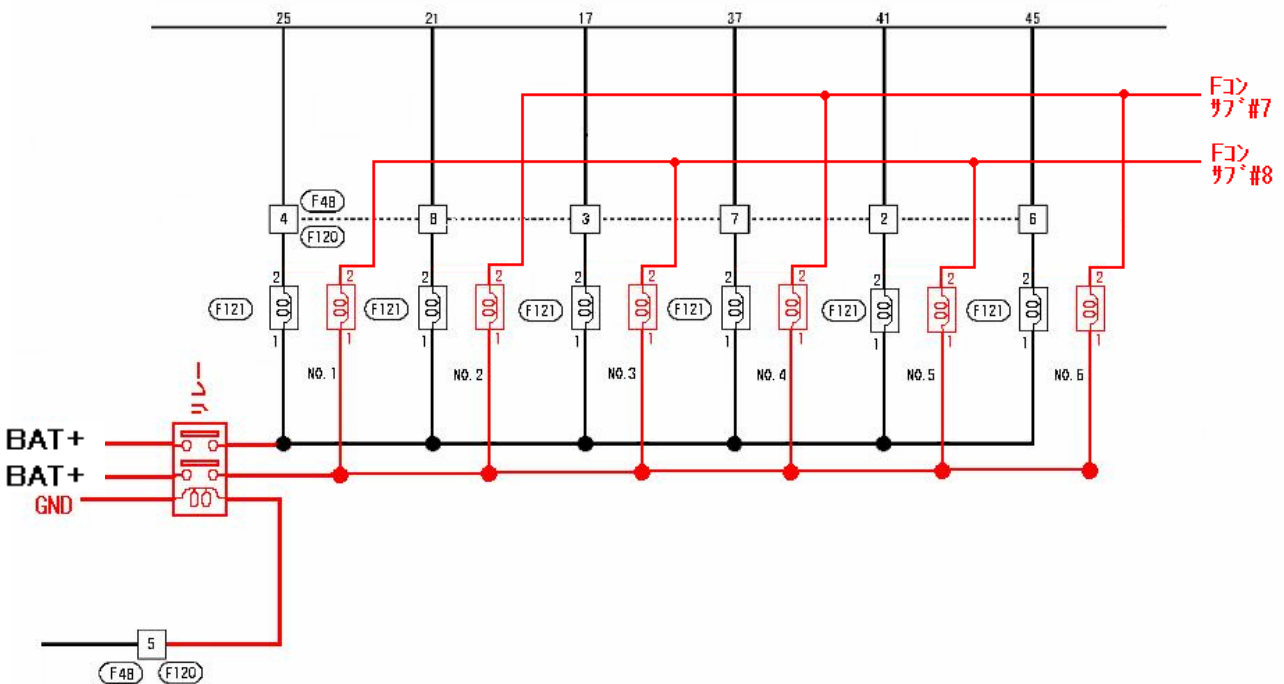 25 21 17 37 41 45
Fコン
サブ#7
Fコン
サブ#8
F48
4 8 3 7 2 6
F120
2 2 2 2 2 2 2 2 2 2 2 2
F121 F121 F121 F121 F121 F121
1 1 1 1 1 1 1 1 1 1 1 1
NO. 1 NO. 2 NO. 3 NO. 4 NO. 5 NO. 6
リレー
BAT+
BAT+
GND
5
F48 F120